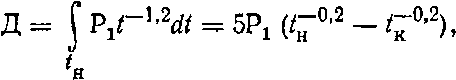 Д = ∫_{t_н} P₁t^{−1,2}dt = 5P₁ (t_н^{−0,2} − t_к^{−0,2}),